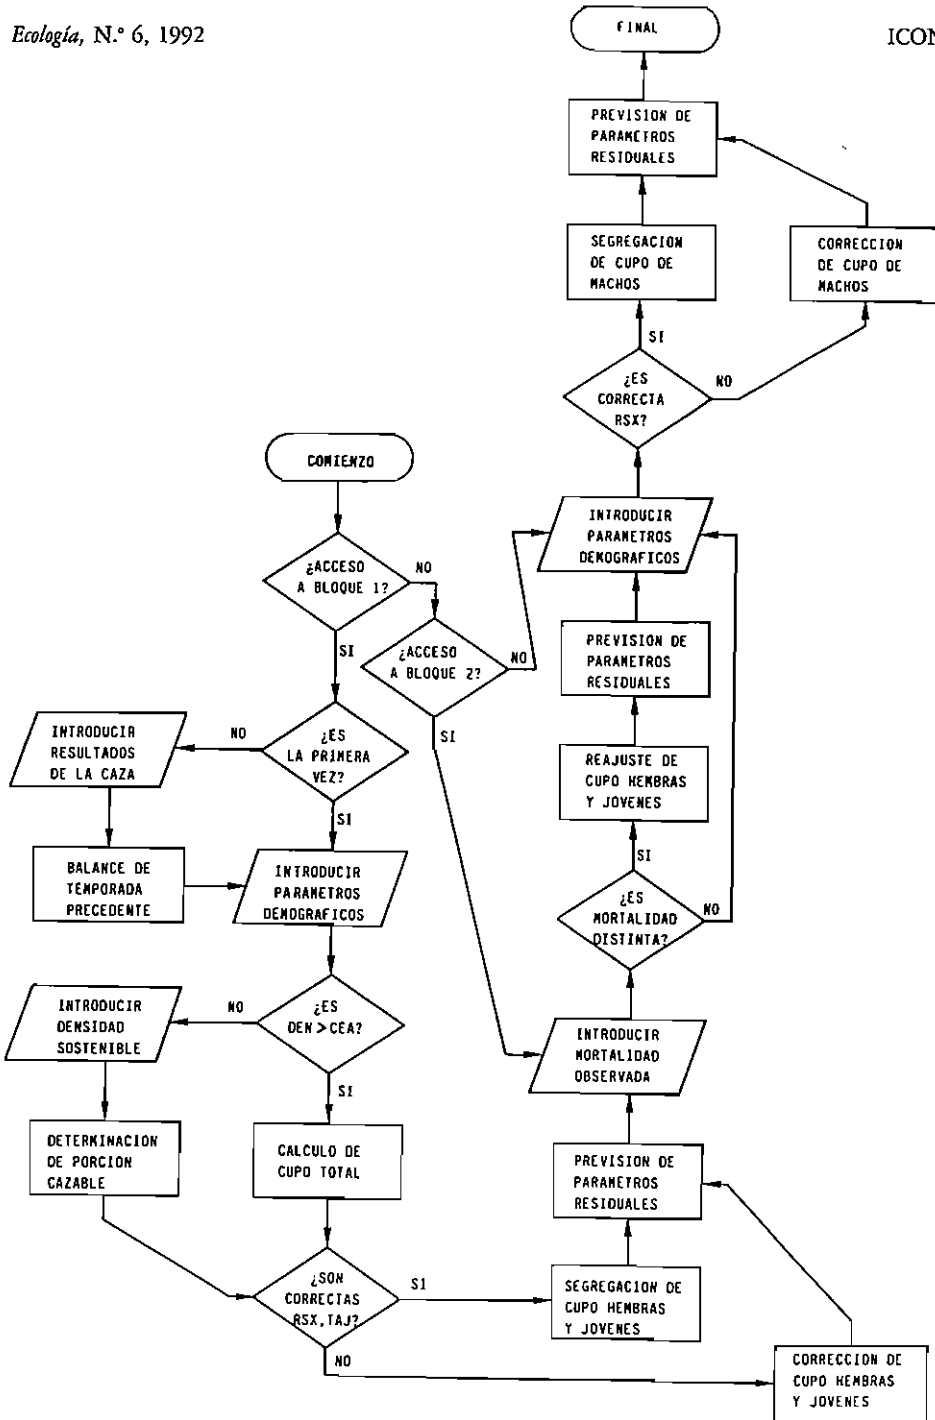 Ecología, N.° 6, 1992
ICON
FINAL
PREVISION DE
PARAMETROS
RESIDUALES
SEGREGACION
DE CUPO DE
MACHOS
CORRECCION
DE CUPO DE
MACHOS
SI
¿ES
CORRECTA
RSX?
NO
COMIENZO
INTRODUCIR
PARAMETROS
DEMOGRAFICOS
¿ACCESO
A BLOQUE 1?
NO
SI
¿ACCESO
A BLOQUE 2?
NO
SI
PREVISION DE
PARAMETROS
RESIDUALES
INTRODUCIR
RESULTADOS
DE LA CAZA
NO
¿ES
LA PRIMERA
VEZ?
SI
REAJUSTE DE
CUPO HEMBRAS
Y JOVENES
SI
BALANCE DE
TEMPORADA
PRECEDENTE
INTRODUCIR
PARAMETROS
DEMOGRAFICOS
¿ES
MORTALIDAD
DISTINTA?
NO
INTRODUCIR
DENSIDAD
SOSTENIBLE
NO
¿ES
DEN>CEA?
SI
INTRODUCIR
MORTALIDAD
OBSERVADA
DETERMINACION
DE PORCION
CAZABLE
CALCULO DE
CUPO TOTAL
PREVISION DE
PARAMETROS
RESIDUALES
¿SON
CORRECTAS
RSX,TAJ?
SI
NO
SEGREGACION DE
CUPO HEMBRAS
Y JOVENES
CORRECCION DE
CUPO HEMBRAS
Y JOVENES